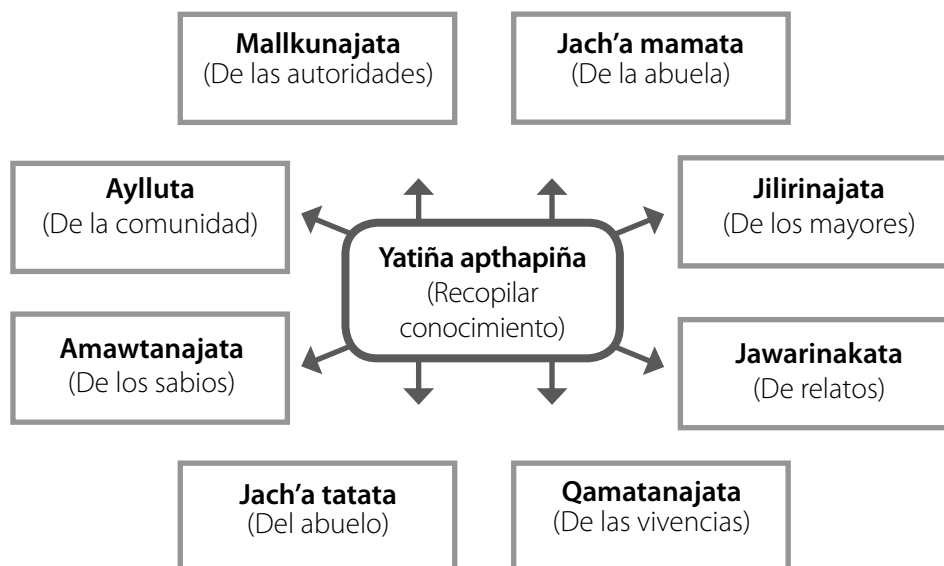 Mallkunajata
(De las autoridades)
Jach'a mamata
(De la abuela)
Aylluta
(De la comunidad)
Yatiña apthapiña
(Recopilar
conocimiento)
Jilirinajata
(De los mayores)
Amawtanajata
(De los sabios)
Jawarinakata
(De relatos)
Jach'a tatata
(Del abuelo)
Qamatanajata
(De las vivencias)